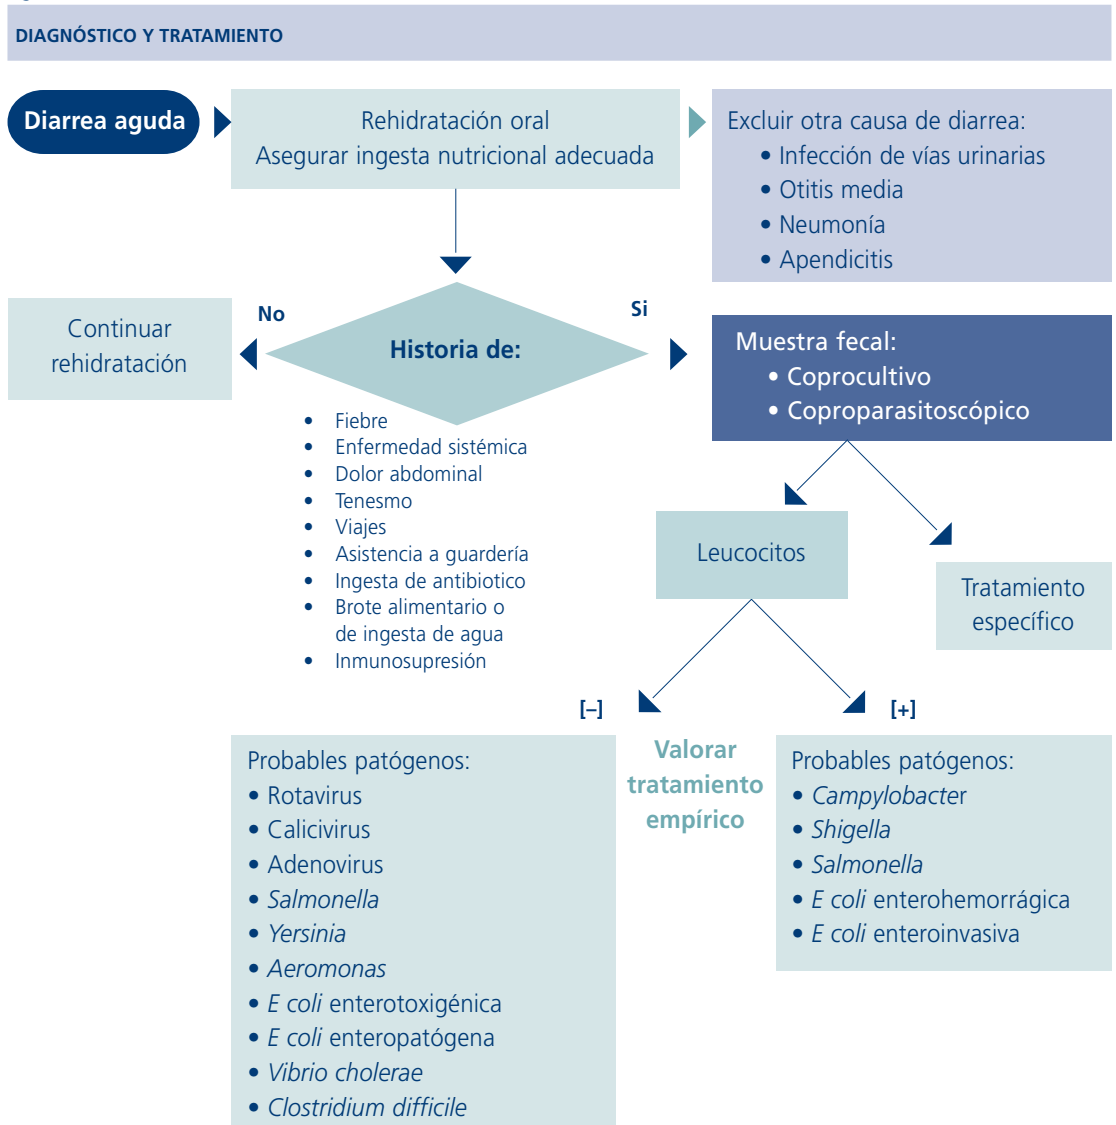 DIAGNÓSTICO Y TRATAMIENTO
Diarrea aguda
Rehidratación oral
Asegurar ingesta nutricional adecuada
Excluir otra causa de diarrea:
• Infección de vías urinarias
• Otitis media
• Neumonía
• Apendicitis
No
Si
Continuar
rehidratación
Historia de:
• Fiebre
• Enfermedad sistémica
• Dolor abdominal
• Tenesmo
• Viajes
• Asistencia a guardería
• Ingesta de antibiotico
• Brote alimentario o
de ingesta de agua
• Inmunosupresión
Muestra fecal:
• Coprocultivo
• Coproparasitoscópico
Leucocitos
Tratamiento
específico
[–]
[+]
Valorar
tratamiento
empírico
Probables patógenos:
• Rotavirus
• Calicivirus
• Adenovirus
• Salmonella
• Yersinia
• Aeromonas
• E coli enterotoxigénica
• E coli enteropatógena
• Vibrio cholerae
• Clostridium difficile
Probables patógenos:
• Campylobacter
• Shigella
• Salmonella
• E coli enterohemorrágica
• E coli enteroinvasiva